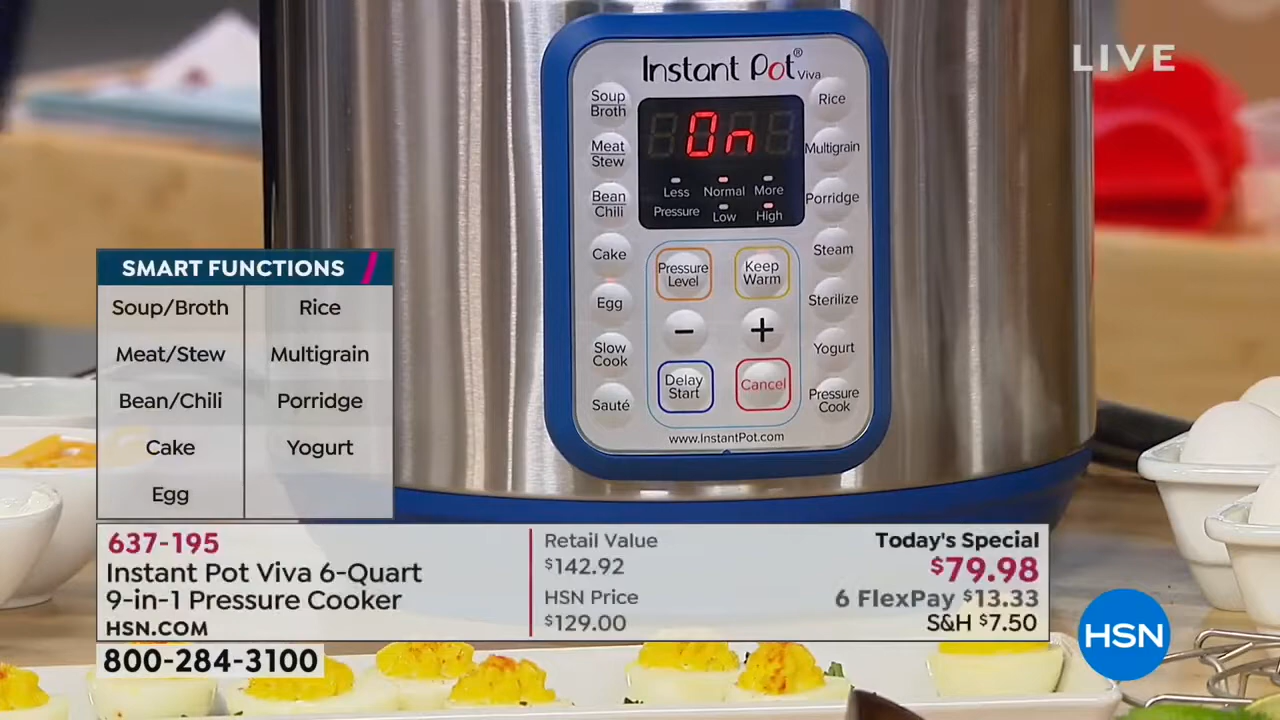 LIVE
Instant Pot® Viva
Soup
Broth
Meat
Stew
Bean
Chili
Cake
Egg
Slow
Cook
Sauté
On
Less Normal More
Pressure Low High
Rice
Multigrain
Porridge
Steam
Sterilize
Yogurt
Pressure
Cook
Pressure
Level
Keep
Warm
− +
Delay
Start
Cancel
www.InstantPot.com
SMART FUNCTIONS
Soup/Broth Rice
Meat/Stew Multigrain
Bean/Chili Porridge
Cake Yogurt
Egg
637-195
Instant Pot Viva 6-Quart
9-in-1 Pressure Cooker
HSN.COM
Retail Value
$142.92
HSN Price
$129.00
Today's Special
$79.98
6 FlexPay $13.33
S&H $7.50
800-284-3100
HSN